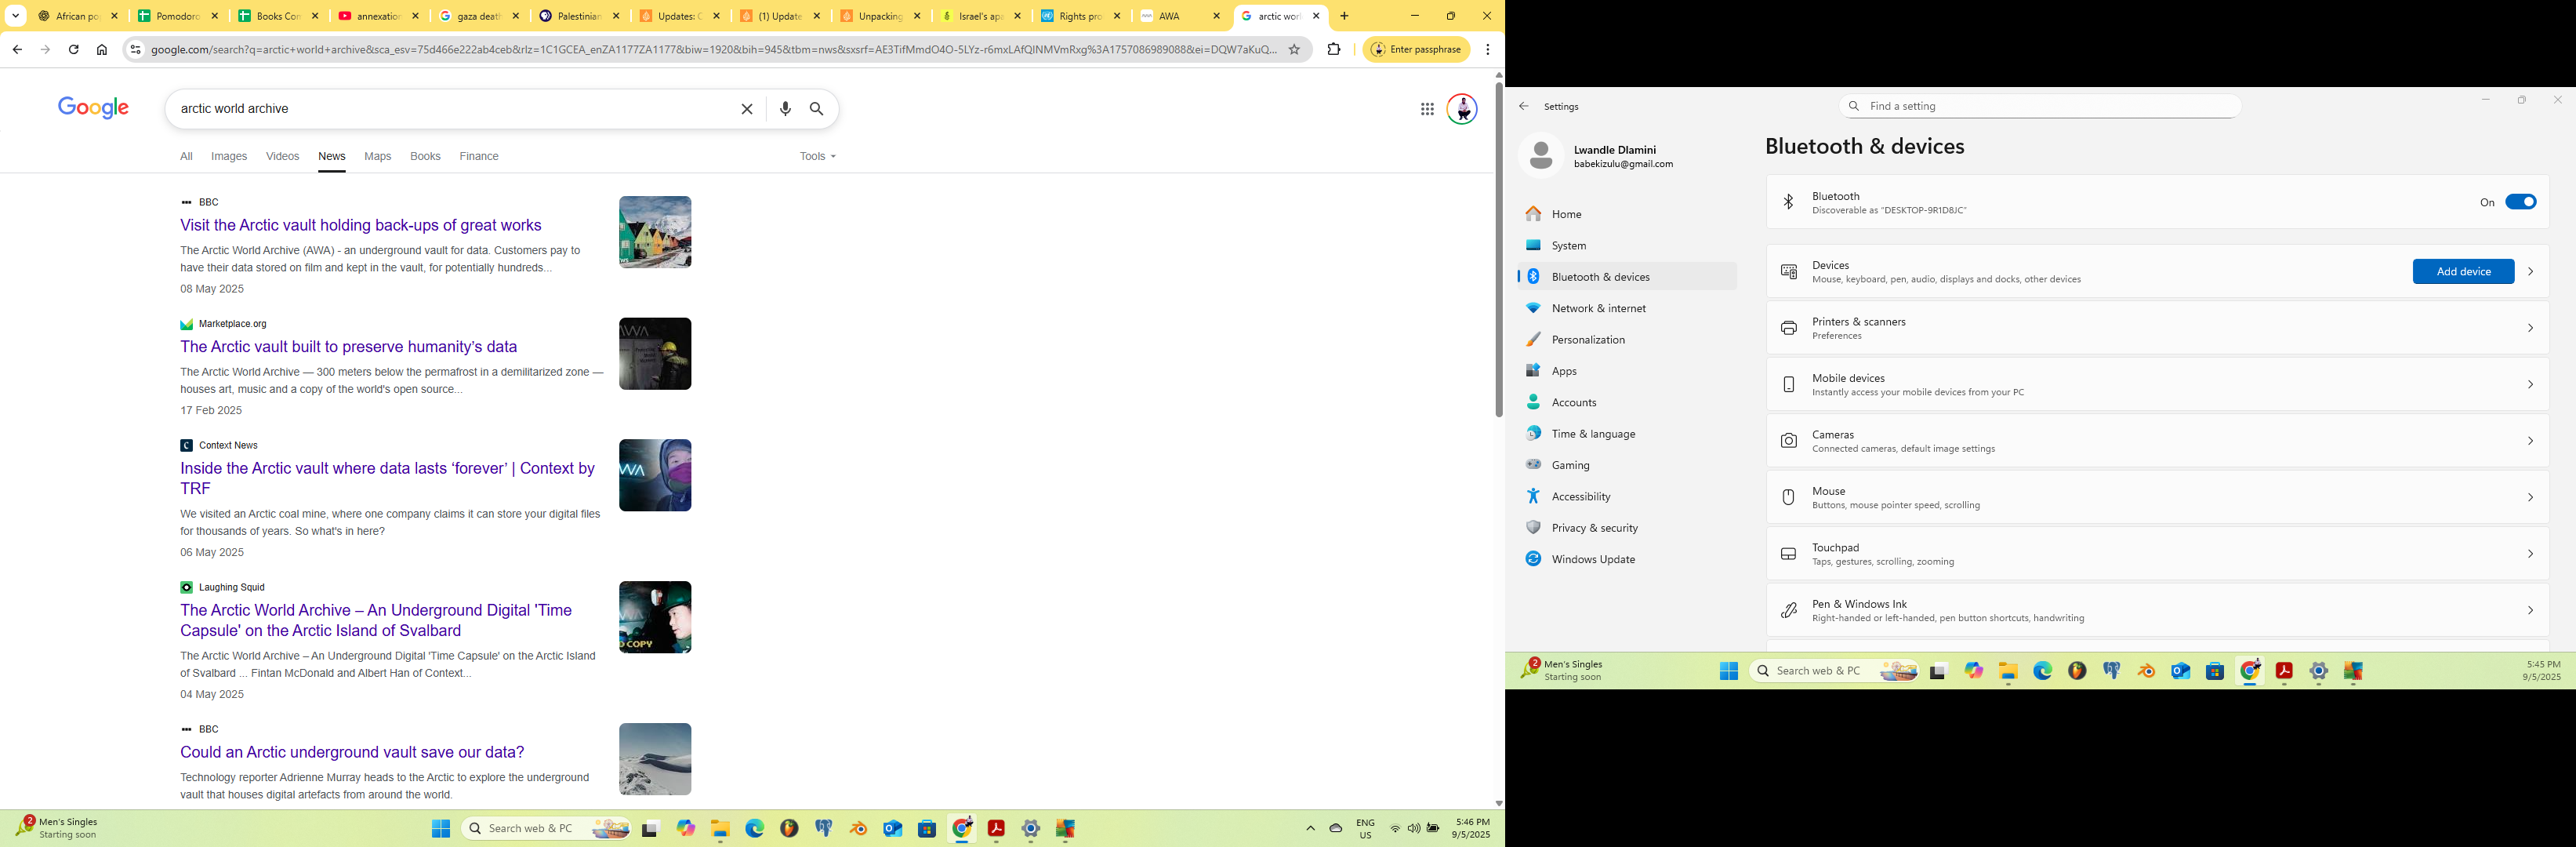 African po
Pomodoro
Books Con
annexation
gaza death
Palestinian
Updates: C
(1) Update
Unpacking
Israel's apa
Rights pro
AWA
arctic worl
google.com/search?q=arctic+world+archive&sca_esv=75d466e222ab4ceb&rlz=1C1GCEA_enZA1177ZA1177&biw=1920&bih=945&tbm=nws&sxsrf=AE3TifMmdO4O-5LYz-r6mxLAfQINMVmRxg%3A1757086989088&ei=DQW7aKuQ...
Enter passphrase
Google
arctic world archive
All
Images
Videos
News
Maps
Books
Finance
Tools
BBC
Visit the Arctic vault holding back-ups of great works
The Arctic World Archive (AWA) - an underground vault for data. Customers pay to
have their data stored on film and kept in the vault, for potentially hundreds...
08 May 2025
Marketplace.org
The Arctic vault built to preserve humanity's data
The Arctic World Archive — 300 meters below the permafrost in a demilitarized zone —
houses art, music and a copy of the world's open source...
17 Feb 2025
Context News
Inside the Arctic vault where data lasts ‘forever’ | Context by
TRF
We visited an Arctic coal mine, where one company claims it can store your digital files
for thousands of years. So what's in here?
06 May 2025
Laughing Squid
The Arctic World Archive – An Underground Digital 'Time
Capsule' on the Arctic Island of Svalbard
The Arctic World Archive – An Underground Digital 'Time Capsule' on the Arctic Island
of Svalbard ... Fintan McDonald and Albert Han of Context...
04 May 2025
BBC
Could an Arctic underground vault save our data?
Technology reporter Adrienne Murray heads to the Arctic to explore the underground
vault that houses digital artefacts from around the world.
2
Men's Singles
Starting soon
Search web & PC
ENG
US
5:46 PM
9/5/2025
Settings
Find a setting
Lwandle Dlamini
babekizulu@gmail.com
Home
System
Bluetooth & devices
Network & internet
Personalization
Apps
Accounts
Time & language
Gaming
Accessibility
Privacy & security
Windows Update
Bluetooth & devices
Bluetooth
Discoverable as "DESKTOP-9R1D8JC"
On
Devices
Mouse, keyboard, pen, audio, displays and docks, other devices
Add device
Printers & scanners
Preferences
Mobile devices
Instantly access your mobile devices from your PC
Cameras
Connected cameras, default image settings
Mouse
Buttons, mouse pointer speed, scrolling
Touchpad
Taps, gestures, scrolling, zooming
Pen & Windows Ink
Right-handed or left-handed, pen button shortcuts, handwriting
2
Men's Singles
Starting soon
Search web & PC
5:45 PM
9/5/2025